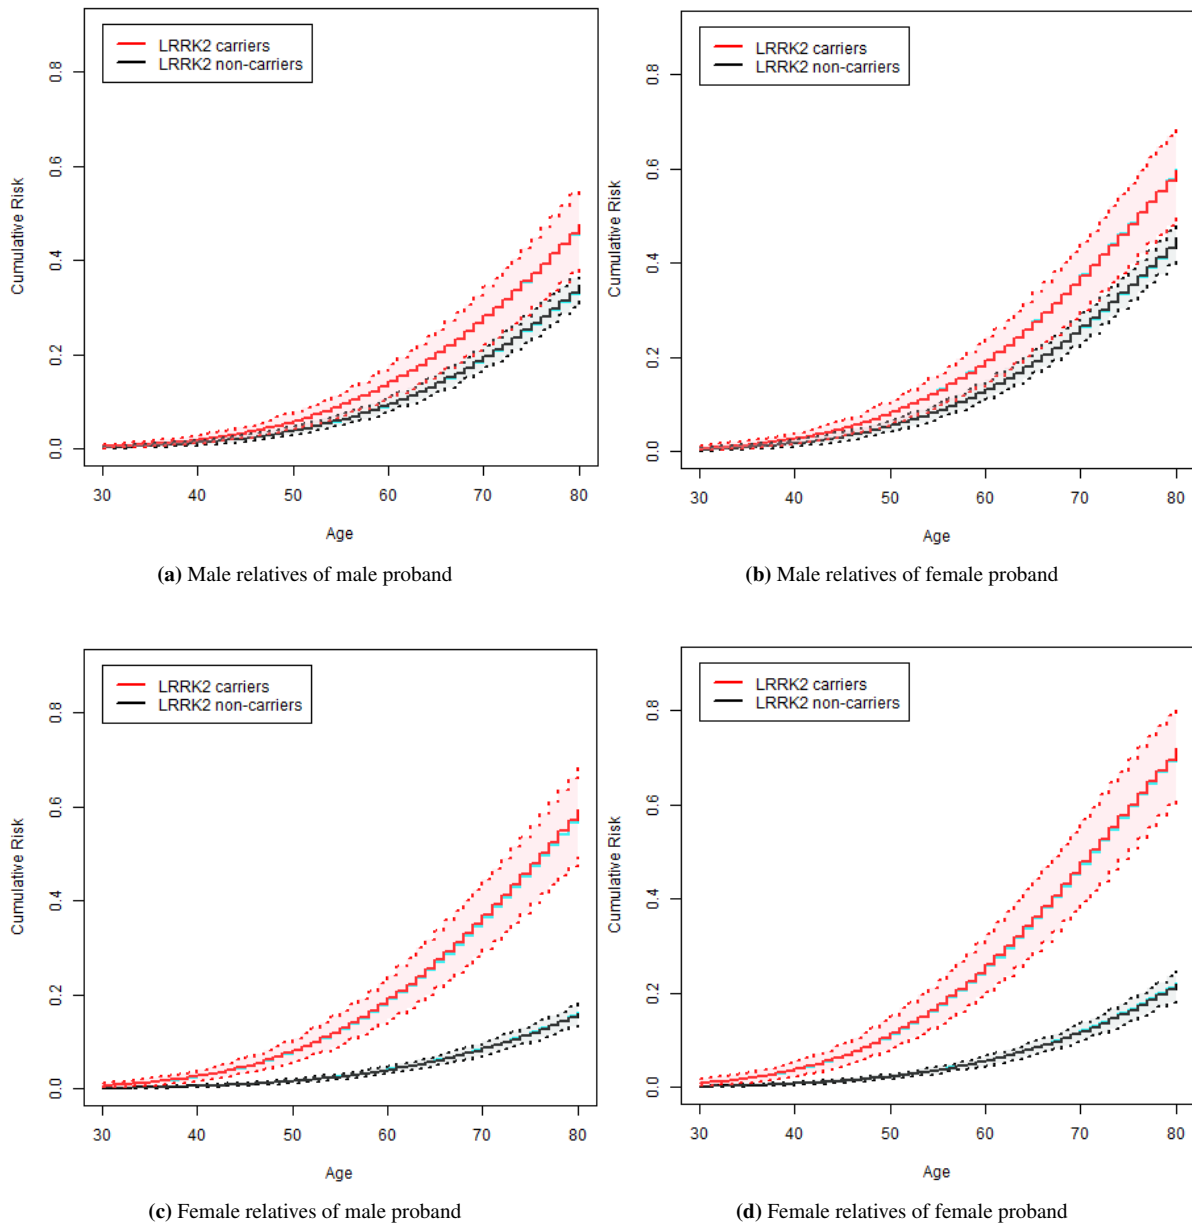 LRRK2 carriers
LRRK2 non-carriers
Cumulative Risk
0.8
0.6
0.4
0.2
0.0
30 40 50 60 70 80
Age
(a) Male relatives of male proband
LRRK2 carriers
LRRK2 non-carriers
Cumulative Risk
0.8
0.6
0.4
0.2
0.0
30 40 50 60 70 80
Age
(b) Male relatives of female proband
LRRK2 carriers
LRRK2 non-carriers
Cumulative Risk
0.8
0.6
0.4
0.2
0.0
30 40 50 60 70 80
Age
(c) Female relatives of male proband
LRRK2 carriers
LRRK2 non-carriers
Cumulative Risk
0.8
0.6
0.4
0.2
0.0
30 40 50 60 70 80
Age
(d) Female relatives of female proband